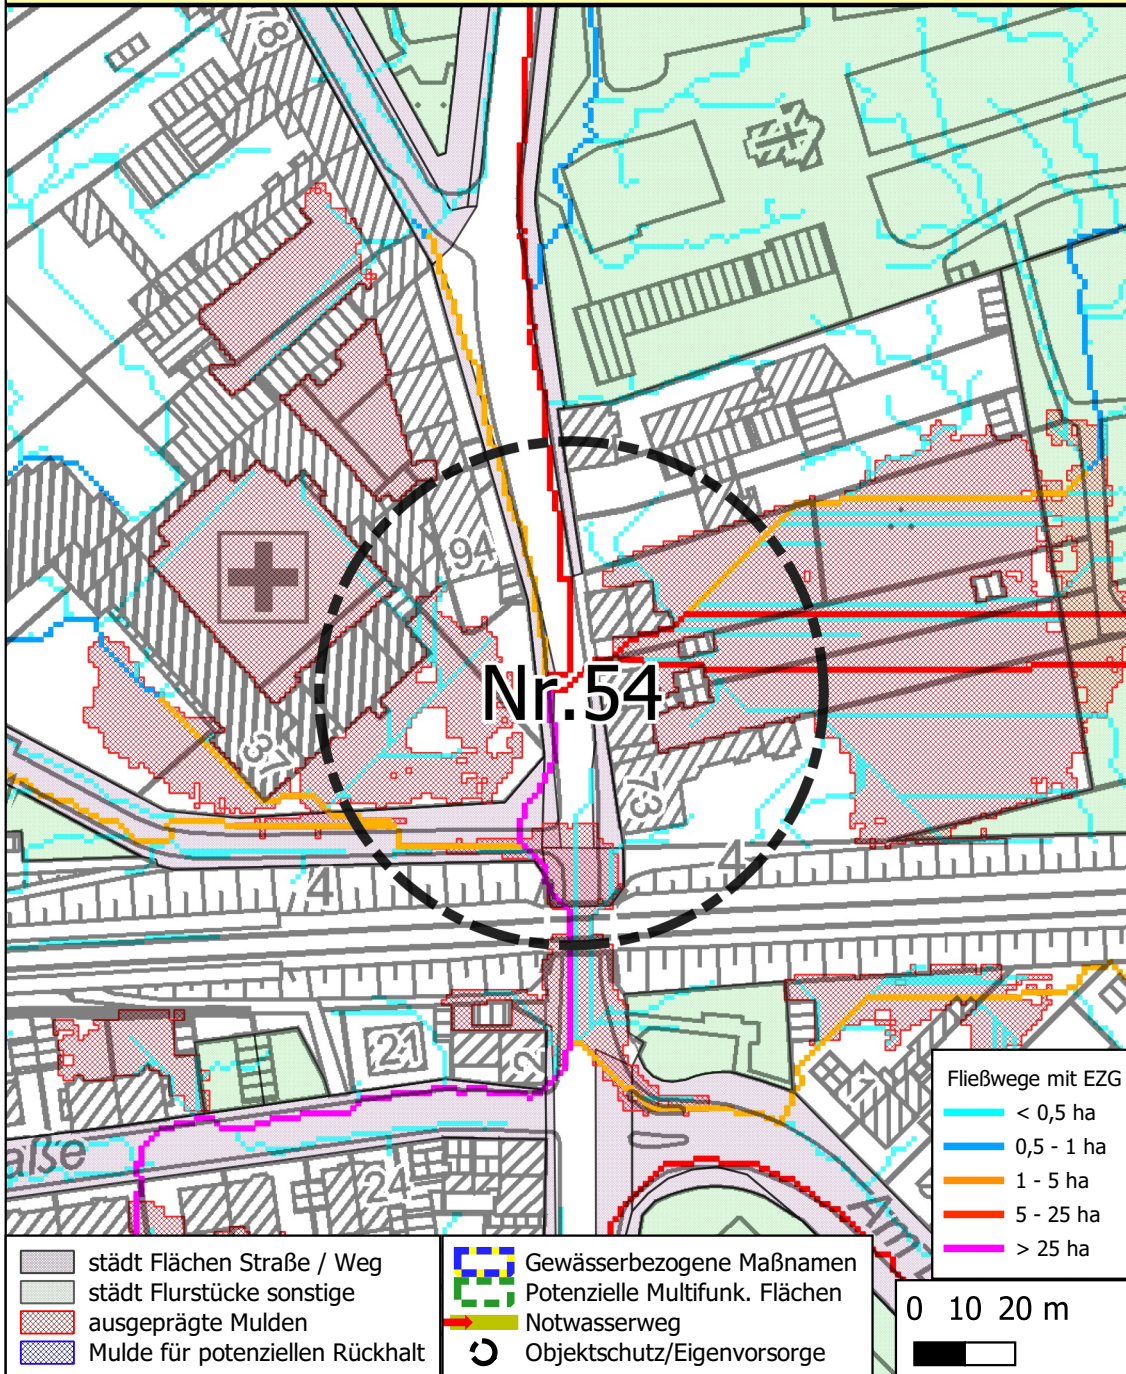 78
94
Nr.54
37
73
4
4
21
2
11
aße
24
Am
Fließwege mit EZG
< 0,5 ha
0,5 - 1 ha
1 - 5 ha
5 - 25 ha
> 25 ha
städt Flächen Straße / Weg
städt Flurstücke sonstige
ausgeprägte Mulden
Mulde für potenziellen Rückhalt
Gewässerbezogene Maßnamen
Potenzielle Multifunk. Flächen
Notwasserweg
Objektschutz/Eigenvorsorge
0 10 20 m